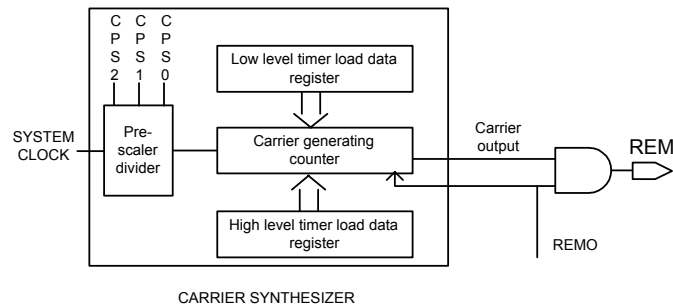 C C C
P P P
S S S
2 1 0
Low level timer load data
register
SYSTEM
CLOCK
Pre-
scaler
divider
Carrier generating
counter
Carrier
output
REM
High level timer load data
register
REMO
CARRIER SYNTHESIZER